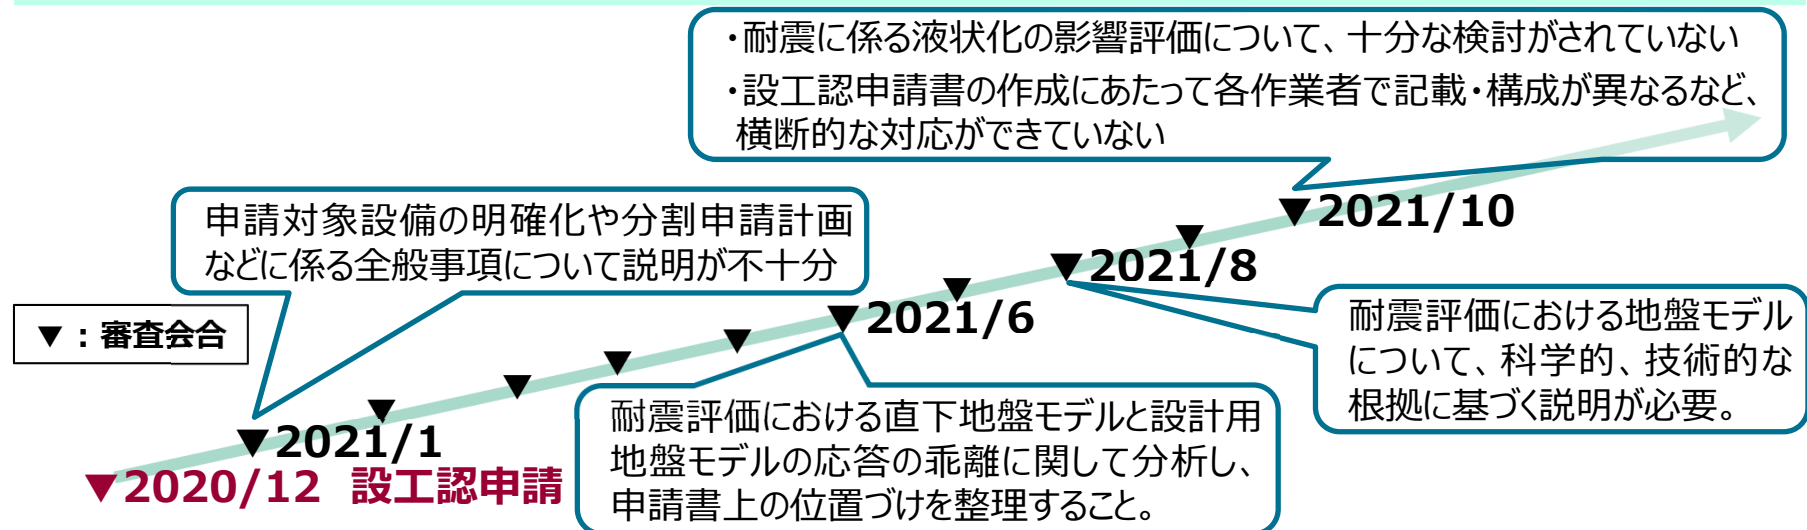 ・耐震に係る液状化の影響評価について、十分な検討がされていない
・設工認申請書の作成にあたって各作業者で記載・構成が異なるなど、
横断的な対応ができていない
申請対象設備の明確化や分割申請計画
などに係る全般事項について説明が不十分
▼2021/10
▼2021/8
▼：審査会合
▼2021/6
耐震評価における地盤モデル
について、科学的、技術的な
根拠に基づく説明が必要。
耐震評価における直下地盤モデルと設計用
地盤モデルの応答の乖離に関して分析し、
申請書上の位置づけを整理すること。
▼2021/1
▼2020/12 設工認申請